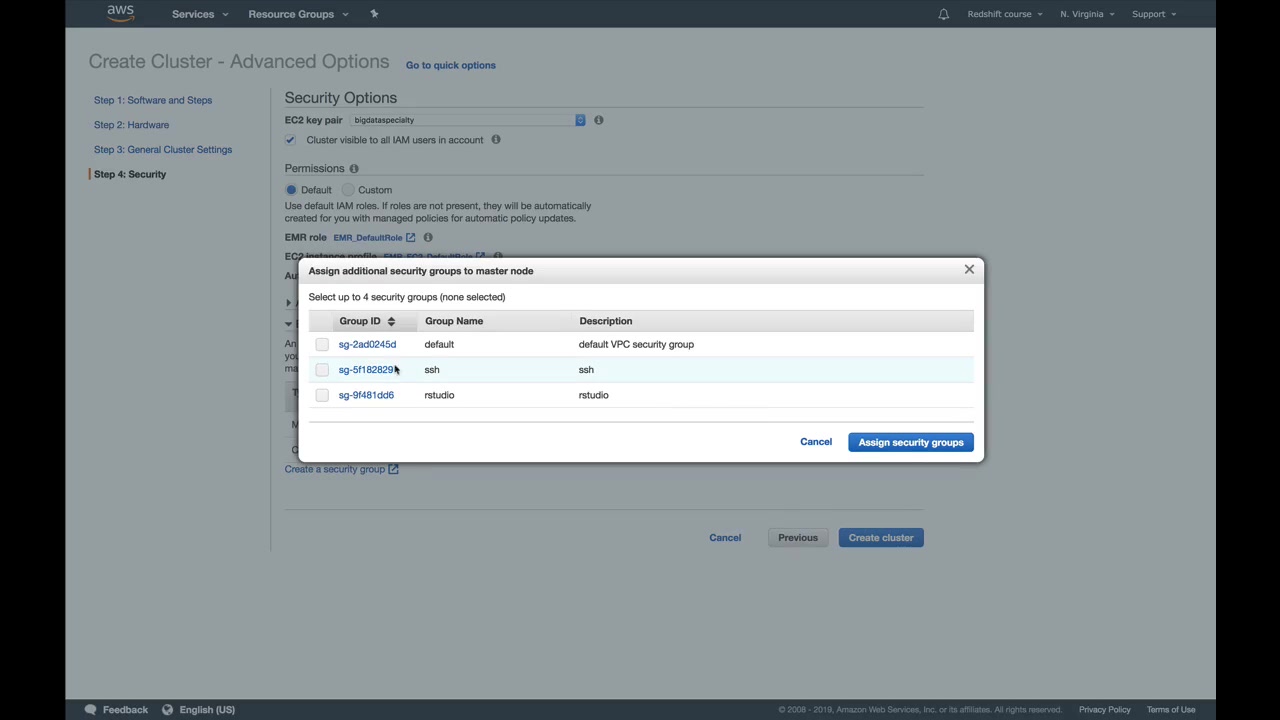 aws Services Resource Groups Redshift course N. Virginia Support
Create Cluster - Advanced Options Go to quick options
Step 1: Software and Steps
Step 2: Hardware
Step 3: General Cluster Settings
Step 4: Security
Security Options
EC2 key pair bigdataspecialty
Cluster visible to all IAM users in account
Permissions
Default Custom
Use default IAM roles. If roles are not present, they will be automatically
created for you with managed policies for automatic policy updates.
EMR role EMR_DefaultRole
EC2 instance profile EMR_EC2_DefaultRole
Assign additional security groups to master node
Select up to 4 security groups (none selected)
Group ID Group Name Description
sg-2ad0245d default default VPC security group
sg-5f182829 ssh ssh
sg-9f481dd6 rstudio rstudio
Cancel Assign security groups
Create a security group
Cancel Previous Create cluster
Feedback English (US) © 2008 - 2019, Amazon Web Services, Inc. or its affiliates. All rights reserved. Privacy Policy Terms of Use